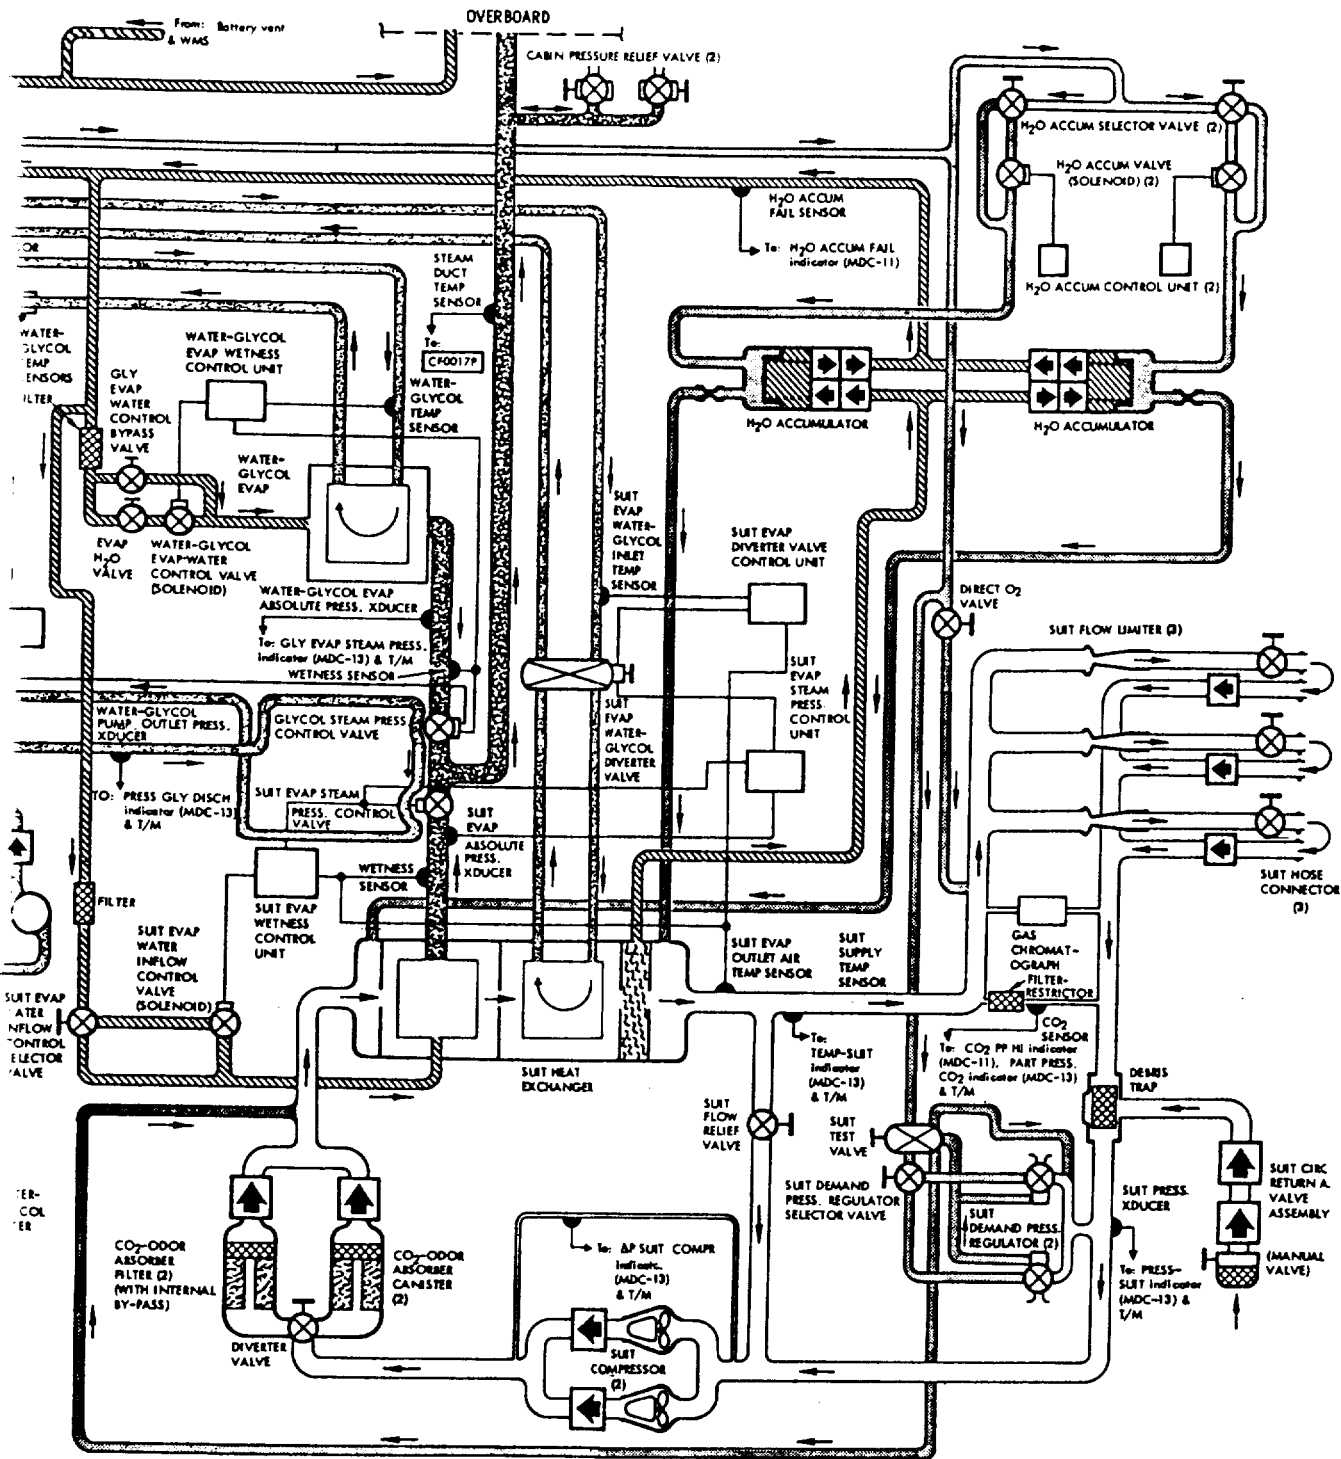 OVERBOARD
From: Battery vent
& WMS
CABIN PRESSURE RELIEF VALVE (2)
H2O ACCUM SELECTOR VALVE (2)
H2O ACCUM VALVE
(SOLENOID) (2)
H2O ACCUM
FAIL SENSOR
To: H2O ACCUM FAIL
indicator (MDC-11)
H2O ACCUM CONTROL UNIT (2)
STEAM
DUCT
TEMP
SENSOR
To:
CF0017P
WATER-
GLYCOL
TEMP
SENSOR
WATER-GLYCOL
EVAP WETNESS
CONTROL UNIT
GLY
EVAP
WATER
CONTROL
BYPASS
VALVE
WATER-
GLYCOL
EVAP
H2O ACCUMULATOR
H2O ACCUMULATOR
EVAP
H2O
VALVE
WATER-GLYCOL
EVAP-WATER
CONTROL VALVE
(SOLENOID)
SUIT
EVAP
WATER-
GLYCOL
INLET
TEMP
SENSOR
SUIT EVAP
DIVERTER VALVE
CONTROL UNIT
WATER-GLYCOL EVAP
ABSOLUTE PRESS. XDUCER
To: GLY EVAP STEAM PRESS.
indicator (MDC-13) & T/M
WETNESS SENSOR
DIRECT O2
VALVE
SUIT FLOW LIMITER (3)
SUIT
EVAP
STEAM
PRESS.
CONTROL
UNIT
SUIT
EVAP
WATER-
GLYCOL
DIVERTER
VALVE
WATER-GLYCOL
PUMP OUTLET PRESS.
XDUCER
GLYCOL STEAM PRESS.
CONTROL VALVE
TO: PRESS GLY DISCH
indicator (MDC-13)
& T/M
SUIT EVAP STEAM
PRESS. CONTROL
VALVE
SUIT
EVAP
ABSOLUTE
PRESS.
XDUCER
WETNESS
SENSOR
SUIT EVAP
WETNESS
CONTROL
UNIT
FILTER
SUIT EVAP
WATER
INFLOW
CONTROL
VALVE
(SOLENOID)
SUIT HOSE
CONNECTOR
(3)
GAS
CHROMAT-
OGRAPH
FILTER-
RESTRICTOR
SUIT EVAP
OUTLET AIR
TEMP SENSOR
SUIT
SUPPLY
TEMP
SENSOR
SUIT HEAT
EXCHANGER
To:
TEMP-SUIT
indicator
(MDC-13)
& T/M
CO2
SENSOR
To: CO2 PP HI indicator
(MDC-11), PART PRESS.
CO2 indicator (MDC-13)
& T/M
DEBRIS
TRAP
SUIT
FLOW
RELIEF
VALVE
SUIT
TEST
VALVE
SUIT DEMAND
PRESS. REGULATOR
SELECTOR VALVE
SUIT
DEMAND PRESS.
REGULATOR (2)
SUIT PRESS.
XDUCER
SUIT CIRC
RETURN A
VALVE
ASSEMBLY
(MANUAL
VALVE)
To: PRESS-
SUIT indicator
(MDC-13) &
T/M
CO2-ODOR
ABSORBER
FILTER (2)
(WITH INTERNAL
BY-PASS)
CO2-ODOR
ABSORBER
CANISTER
(2)
To: ΔP SUIT COMPR
indicatc.
(MDC-13)
& T/M
DIVERTER
VALVE
SUIT
COMPRESSOR
(2)